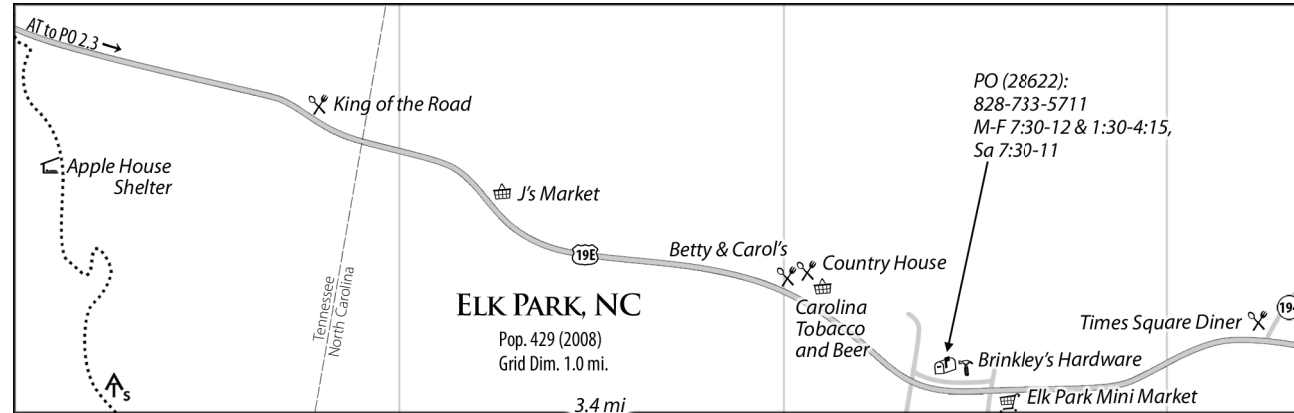 AT to PO 2.3
King of the Road
Apple House
Shelter
J's Market
19E
Tennessee
North Carolina
ELK PARK, NC
Pop. 429 (2008)
Grid Dim. 1.0 mi.
3.4 mi
S
PO (28622):
828-733-5711
M-F 7:30-12 & 1:30-4:15,
Sa 7:30-11
Betty & Carol's
Country House
Carolina
Tobacco
and Beer
Times Square Diner
Brinkley's Hardware
Elk Park Mini Market